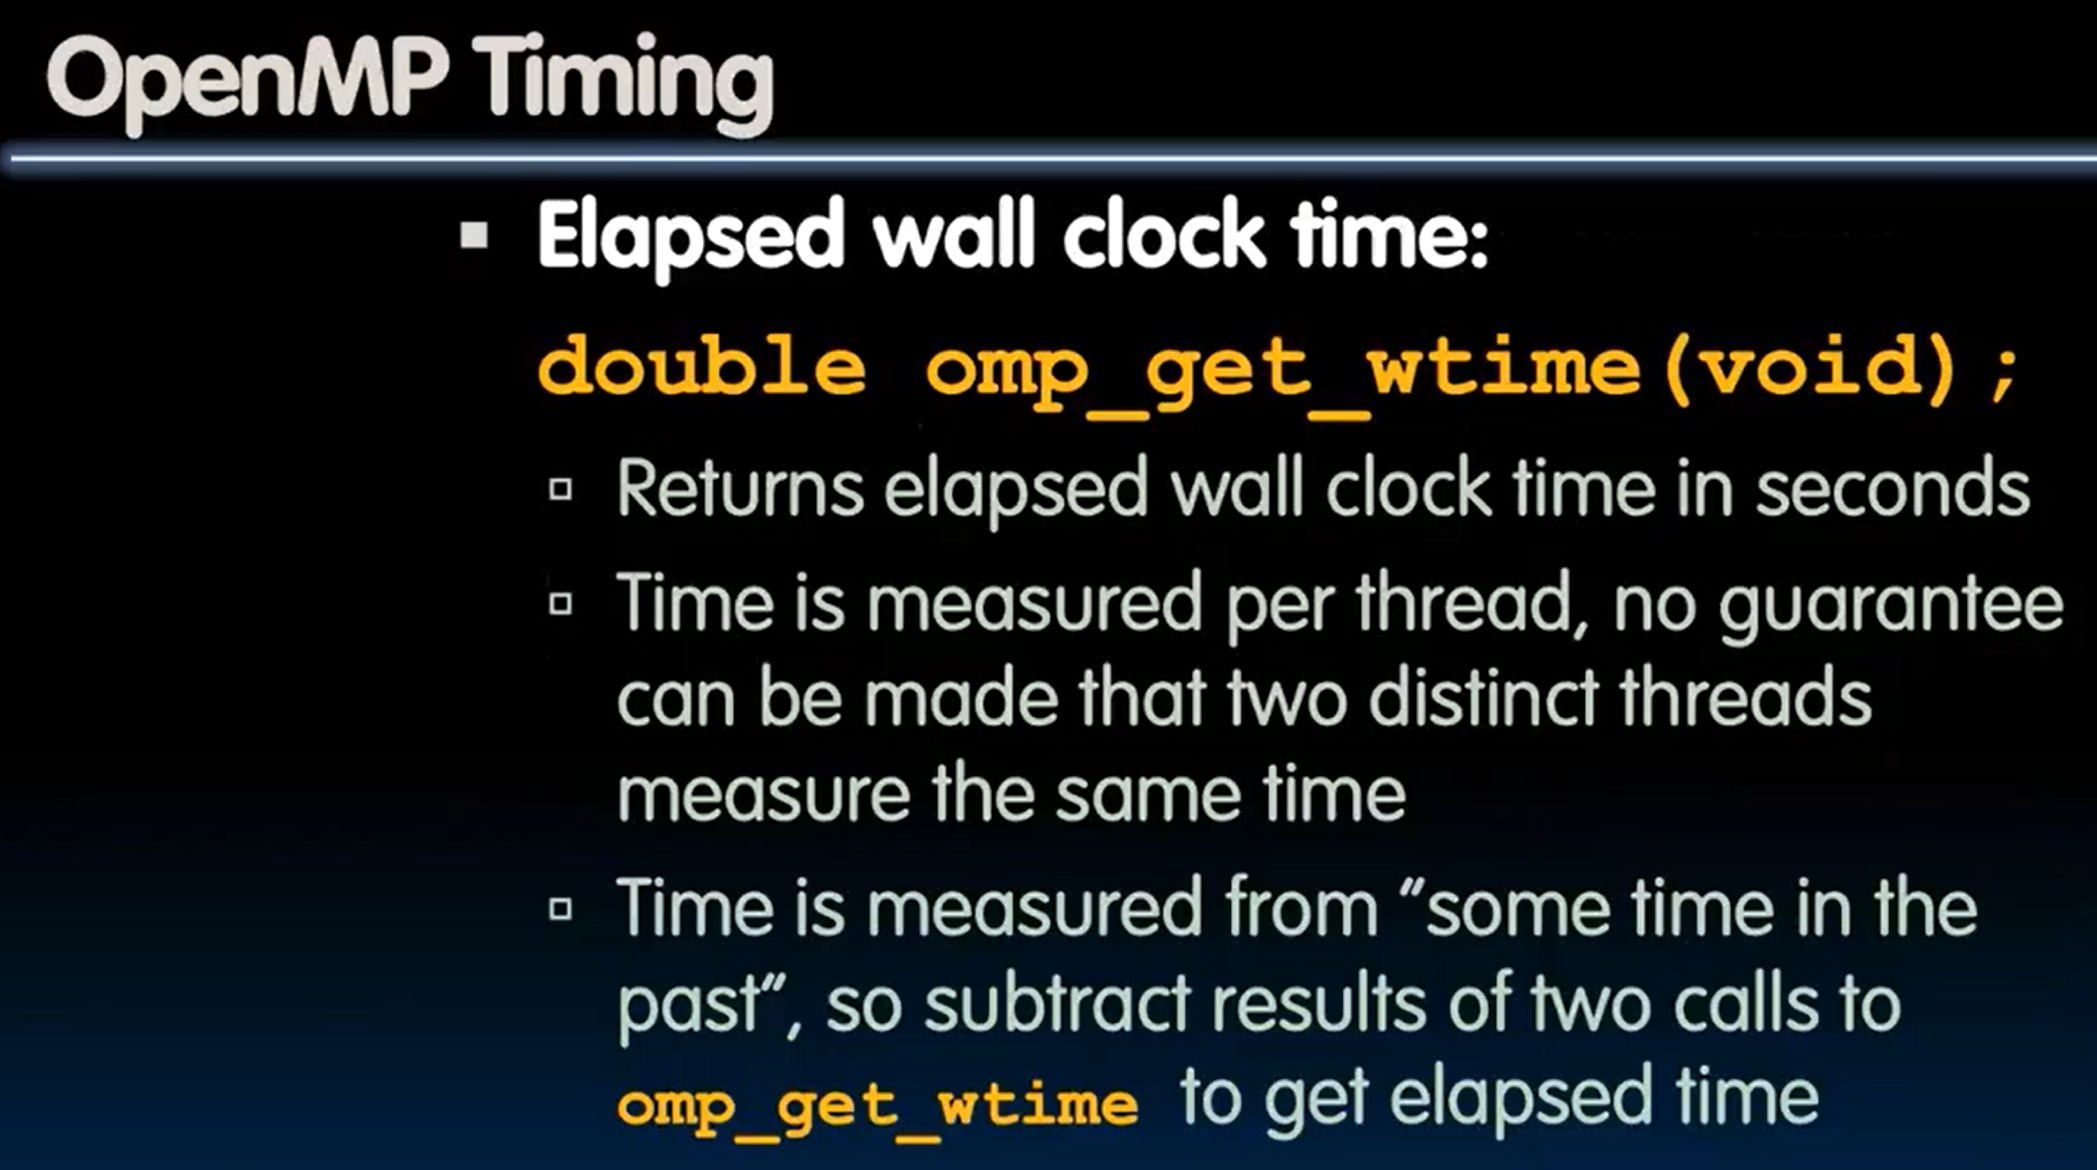 OpenMP Timing
Elapsed wall clock time:
double omp_get_wtime(void);
Returns elapsed wall clock time in seconds
Time is measured per thread, no guarantee
can be made that two distinct threads
measure the same time
Time is measured from “some time in the
past”, so subtract results of two calls to
omp_get_wtime to get elapsed time